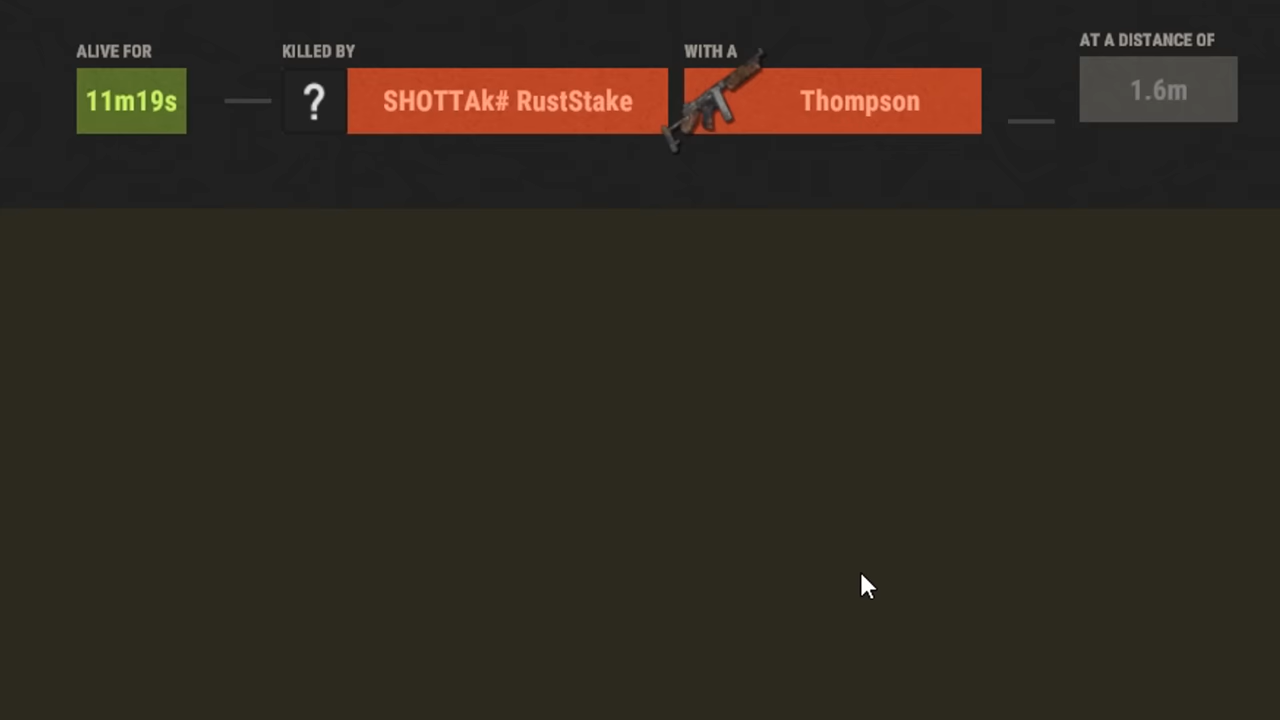 ALIVE FOR
11m19s
KILLED BY
?
SHOTTAk# RustStake
WITH A
Thompson
AT A DISTANCE OF
1.6m